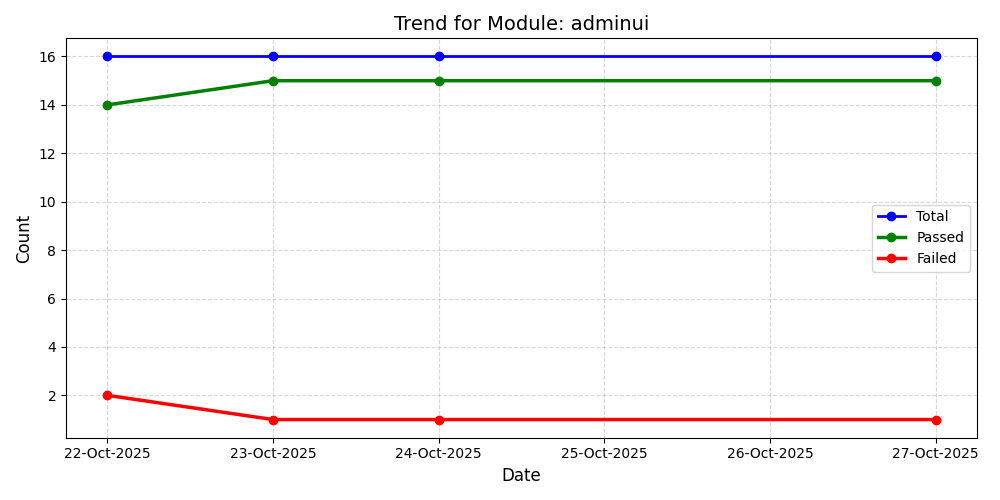 Trend for Module: adminui
Count
16
14
12
10
8
6
4
2
Total
Passed
Failed
22-Oct-2025 23-Oct-2025 24-Oct-2025 25-Oct-2025 26-Oct-2025 27-Oct-2025
Date